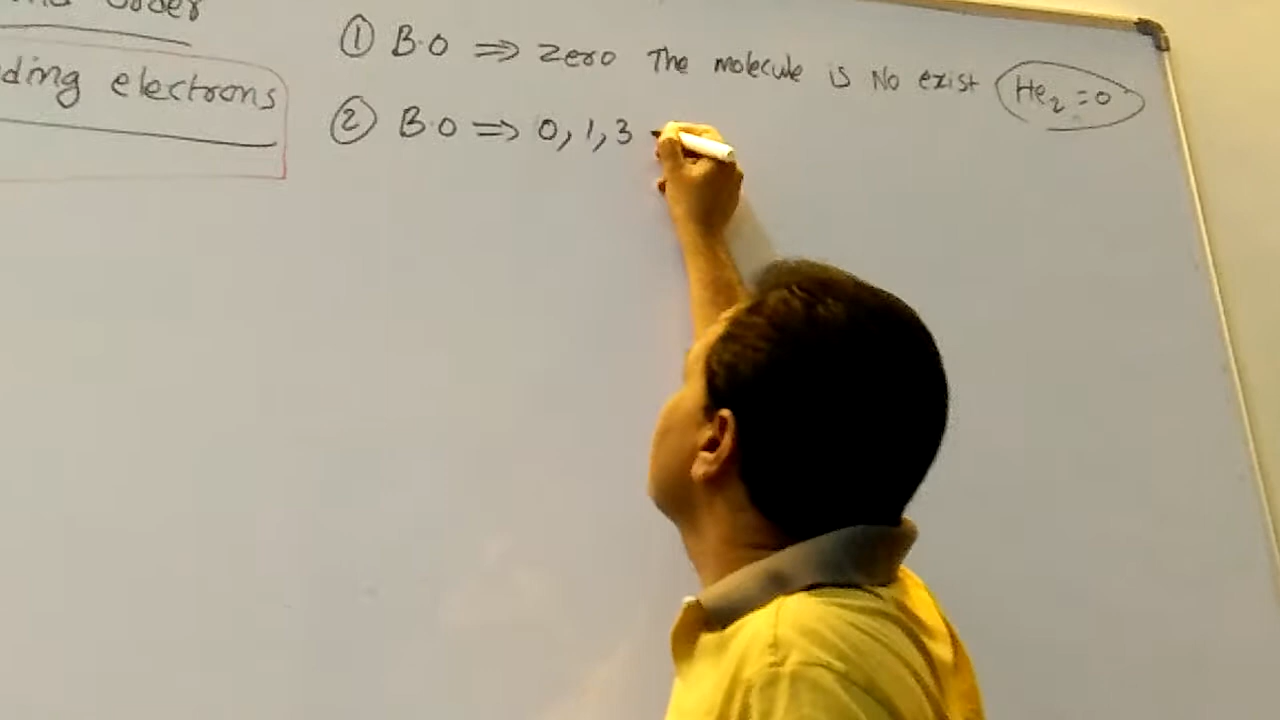 ding electrons
① B.O ⇒ zero The molecule is No exist He₂ = 0
② B.O ⇒ 0, 1, 3